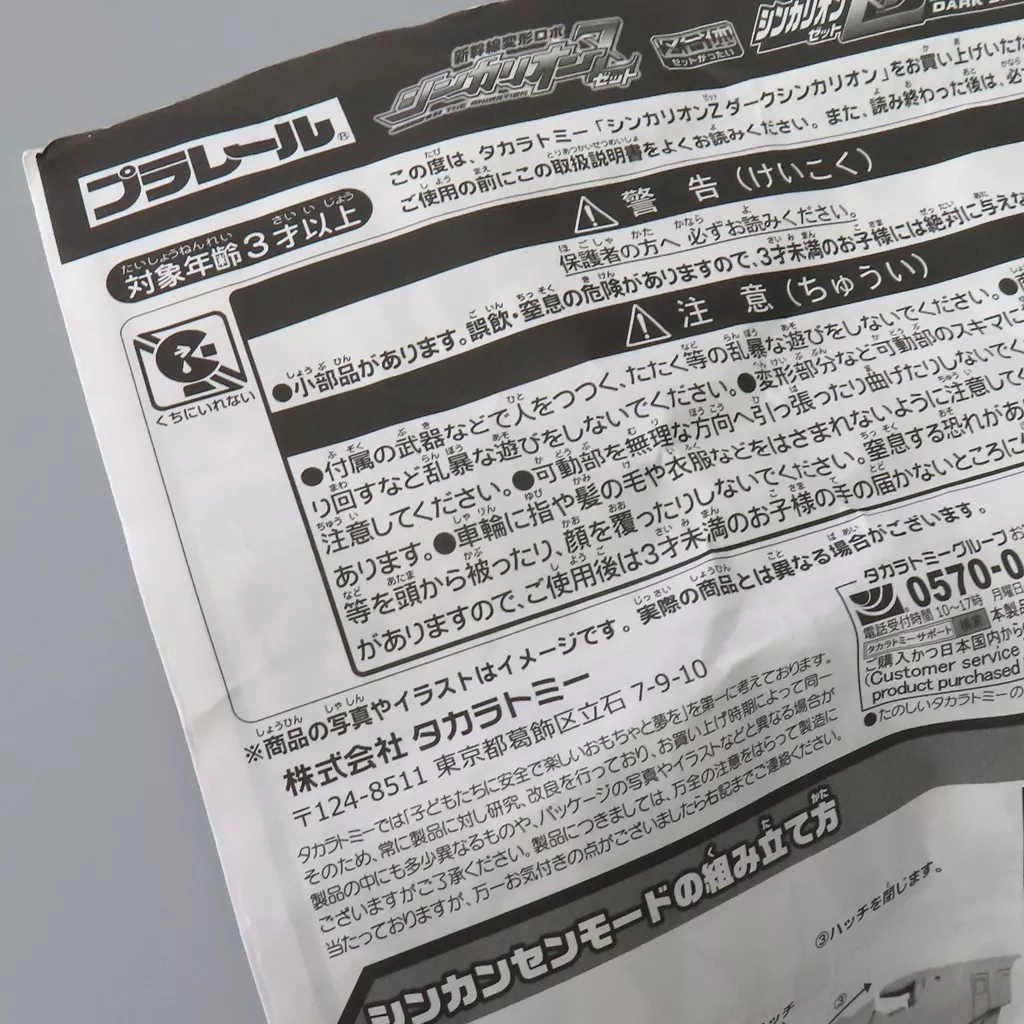 新幹線変形ロボ
シンカリオンZ
ゼット
THE ANIMATION
Z合体
ゼットがったい
シンカリオンZ
ゼット
DARK
プラレール®
この度は、タカラトミー「シンカリオンZ ダークシンカリオン」をお買い上げいた
ご使用の前にこの取扱説明書をよくお読みください。また、読み終わった後は、必
対象年齢3才以上
警告(けいこく)
保護者の方へ 必ずお読みください。
●小部品があります。誤飲・窒息の危険がありますので、3才未満のお子様には絶対に与えな
くちにいれない
注意(ちゅうい)
●付属の武器などで人をつつく、たたく等の乱暴な遊びをしないでください。●
り回すなど乱暴な遊びをしないでください。●変形部分など可動部のスキマに
注意してください。●可動部を無理な方向へ引っ張ったり曲げたりしないでく
あります。●車輪に指や髪の毛や衣服などをはさまれないように注意して
等を頭から被ったり、顔を覆ったりしないでください。窒息する恐れがあ
がありますので、ご使用後は3才未満のお子様の手の届かないところに
※商品の写真やイラストはイメージです。実際の商品とは異なる場合がございます。
株式会社 タカラトミー
〒124-8511 東京都葛飾区立石 7-9-10
タカラトミーでは「子どもたちに安全で楽しいおもちゃと夢を」を第一に考えております。
そのため、常に製品に対し研究、改良を行っており、お買い上げ時期によって同一
製品の中にも多少異なるものや、パッケージの写真やイラストなどと異なる場合が
ございますがご了承ください。製品につきましては、万全の注意をはらって製造に
当たっておりますが、万一お気付きの点がございましたら右記までご連絡ください。
タカラトミーグループお
0570-0
電話受付時間 10〜17時 月曜日
タカラトミーサポート 検索 本製品
ご購入かつ日本国内から
(Customer service
product purchased
●たのしいタカラトミーの
シンカンセンモードの組み立て方
③ハッチを閉じます。
③
ハッチ